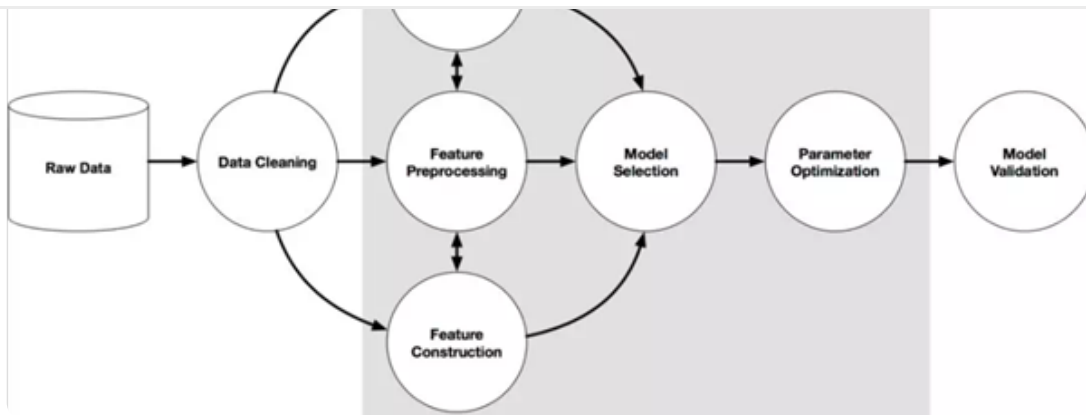 Raw Data
Data Cleaning
Feature
Preprocessing
Model
Selection
Parameter
Optimization
Model
Validation
Feature
Construction